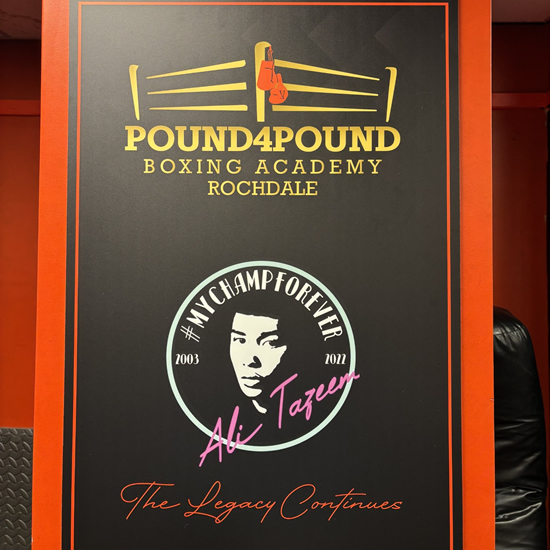 POUND4POUND
BOXING ACADEMY
ROCHDALE
#MYCHAMPFOREVER
2003 2022
Ali Tazeem
The Legacy Continues